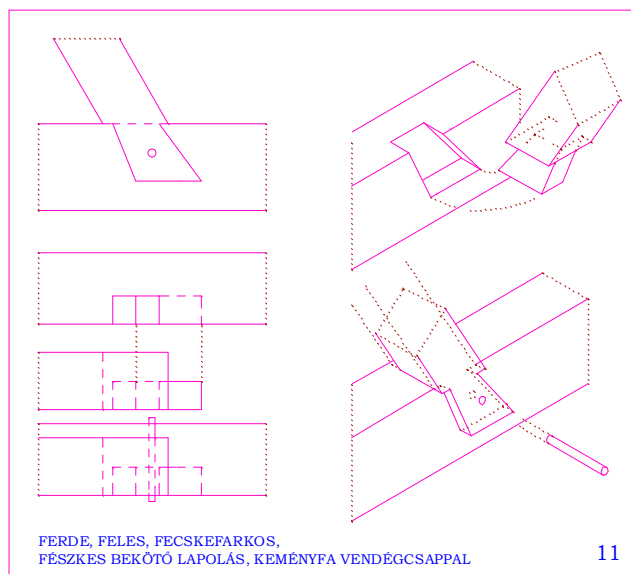 FERDE, FELES, FECSKEFARKOS,
FÉSZKES BEKÖTŐ LAPOLÁS, KEMÉNYFA VENDÉGCSAPPAL
11